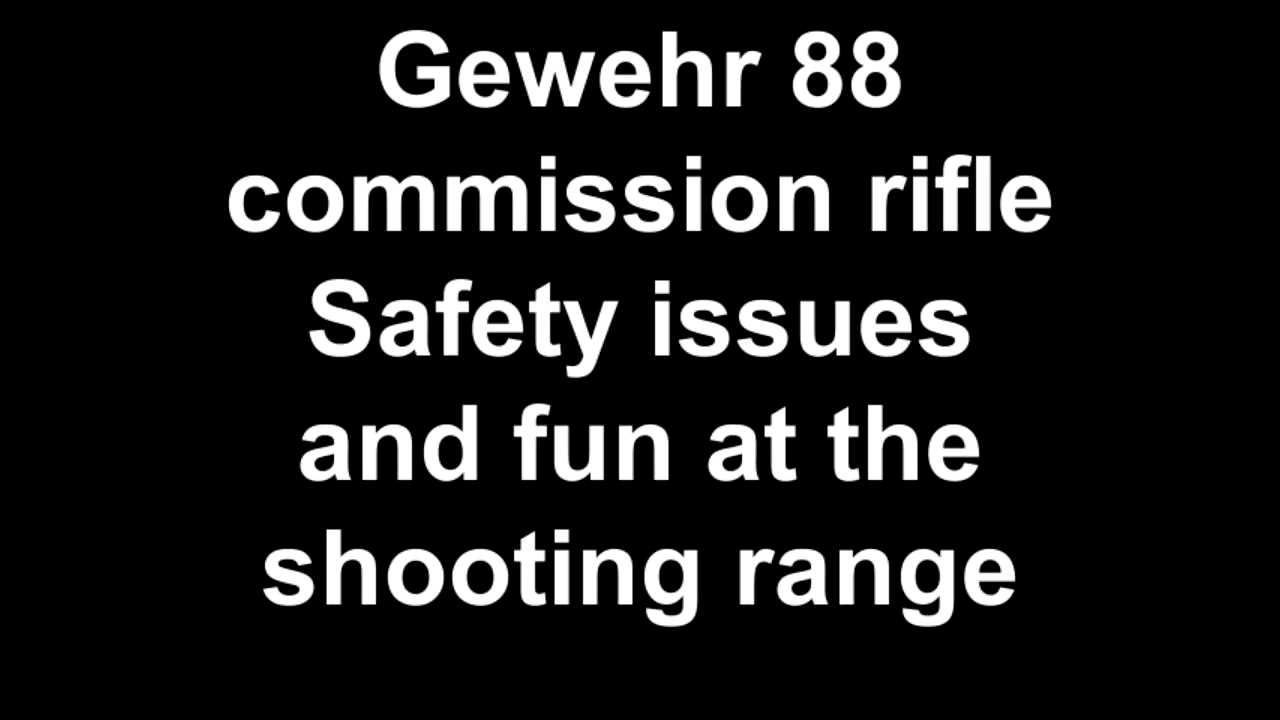 Gewehr 88
commission rifle
Safety issues
and fun at the
shooting range